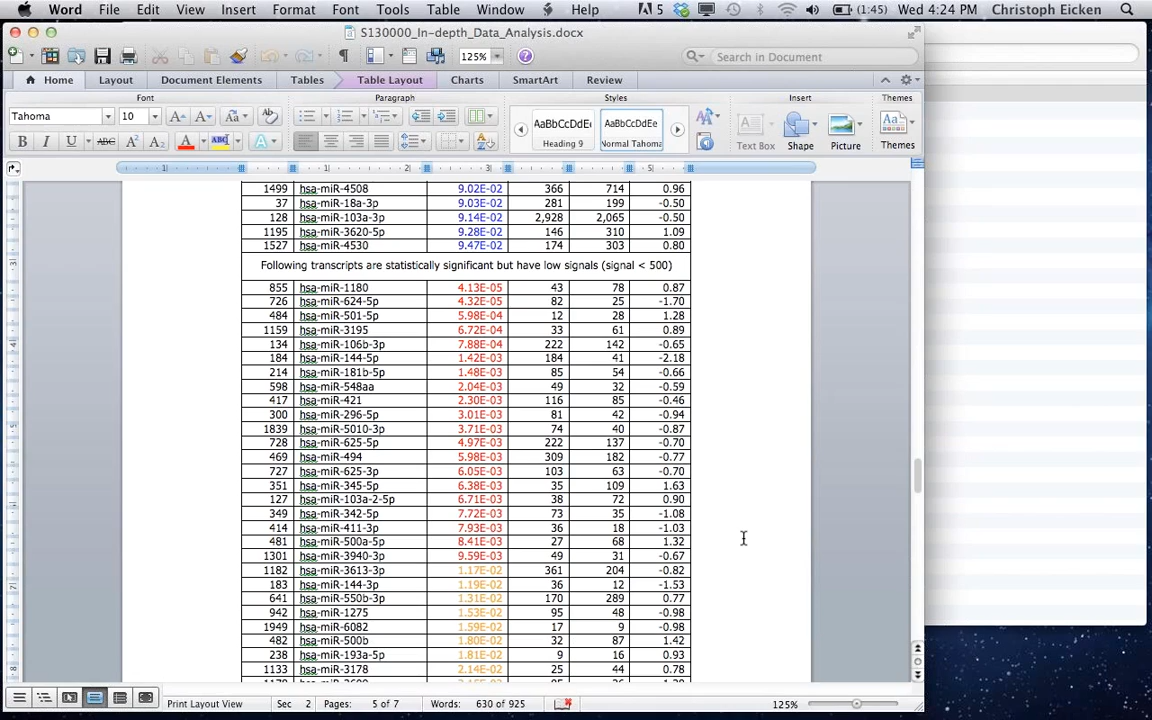 Word File Edit View Insert Format Font Tools Table Window Help 5 (1:45) Wed 4:24 PM Christoph Eicken
S130000_In-depth_Data_Analysis.docx
125% Search in Document
Home Layout Document Elements Tables Table Layout Charts SmartArt Review
Font Paragraph Styles Insert Themes
Tahoma 10 A A Aa AaBbCcDdEe AaBbCcDdEe
Heading 9 Normal Tahoma
B I U ABC A A A ABC A Text Box Shape Picture Themes
1499 hsa-miR-4508 9.02E-02 366 714 0.96
37 hsa-miR-18a-3p 9.03E-02 281 199 -0.50
128 hsa-miR-103a-3p 9.14E-02 2,928 2,065 -0.50
1195 hsa-miR-3620-5p 9.28E-02 146 310 1.09
1527 hsa-miR-4530 9.47E-02 174 303 0.80
Following transcripts are statistically significant but have low signals (signal < 500)
855 hsa-miR-1180 4.13E-05 43 78 0.87
726 hsa-miR-624-5p 4.32E-05 82 25 -1.70
484 hsa-miR-501-5p 5.98E-04 12 28 1.28
1159 hsa-miR-3195 6.72E-04 33 61 0.89
134 hsa-miR-106b-3p 7.88E-04 222 142 -0.65
184 hsa-miR-144-5p 1.42E-03 184 41 -2.18
214 hsa-miR-181b-5p 1.48E-03 85 54 -0.66
598 hsa-miR-548aa 2.04E-03 49 32 -0.59
417 hsa-miR-421 2.30E-03 116 85 -0.46
300 hsa-miR-296-5p 3.01E-03 81 42 -0.94
1839 hsa-miR-5010-3p 3.71E-03 74 40 -0.87
728 hsa-miR-625-5p 4.97E-03 222 137 -0.70
469 hsa-miR-494 5.98E-03 309 182 -0.77
727 hsa-miR-625-3p 6.05E-03 103 63 -0.70
351 hsa-miR-345-5p 6.38E-03 35 109 1.63
127 hsa-miR-103a-2-5p 6.71E-03 38 72 0.90
349 hsa-miR-342-5p 7.72E-03 73 35 -1.08
414 hsa-miR-411-3p 7.93E-03 36 18 -1.03
481 hsa-miR-500a-5p 8.41E-03 27 68 1.32
1301 hsa-miR-3940-3p 9.59E-03 49 31 -0.67
1182 hsa-miR-3613-3p 1.17E-02 361 204 -0.82
183 hsa-miR-144-3p 1.19E-02 36 12 -1.53
641 hsa-miR-550b-3p 1.31E-02 170 289 0.77
942 hsa-miR-1275 1.53E-02 95 48 -0.98
1949 hsa-miR-6082 1.59E-02 17 9 -0.98
482 hsa-miR-500b 1.80E-02 32 87 1.42
238 hsa-miR-193a-5p 1.81E-02 9 16 0.93
1133 hsa-miR-3178 2.14E-02 25 44 0.78
Print Layout View Sec 2 Pages: 5 of 7 Words: 630 of 925 125%